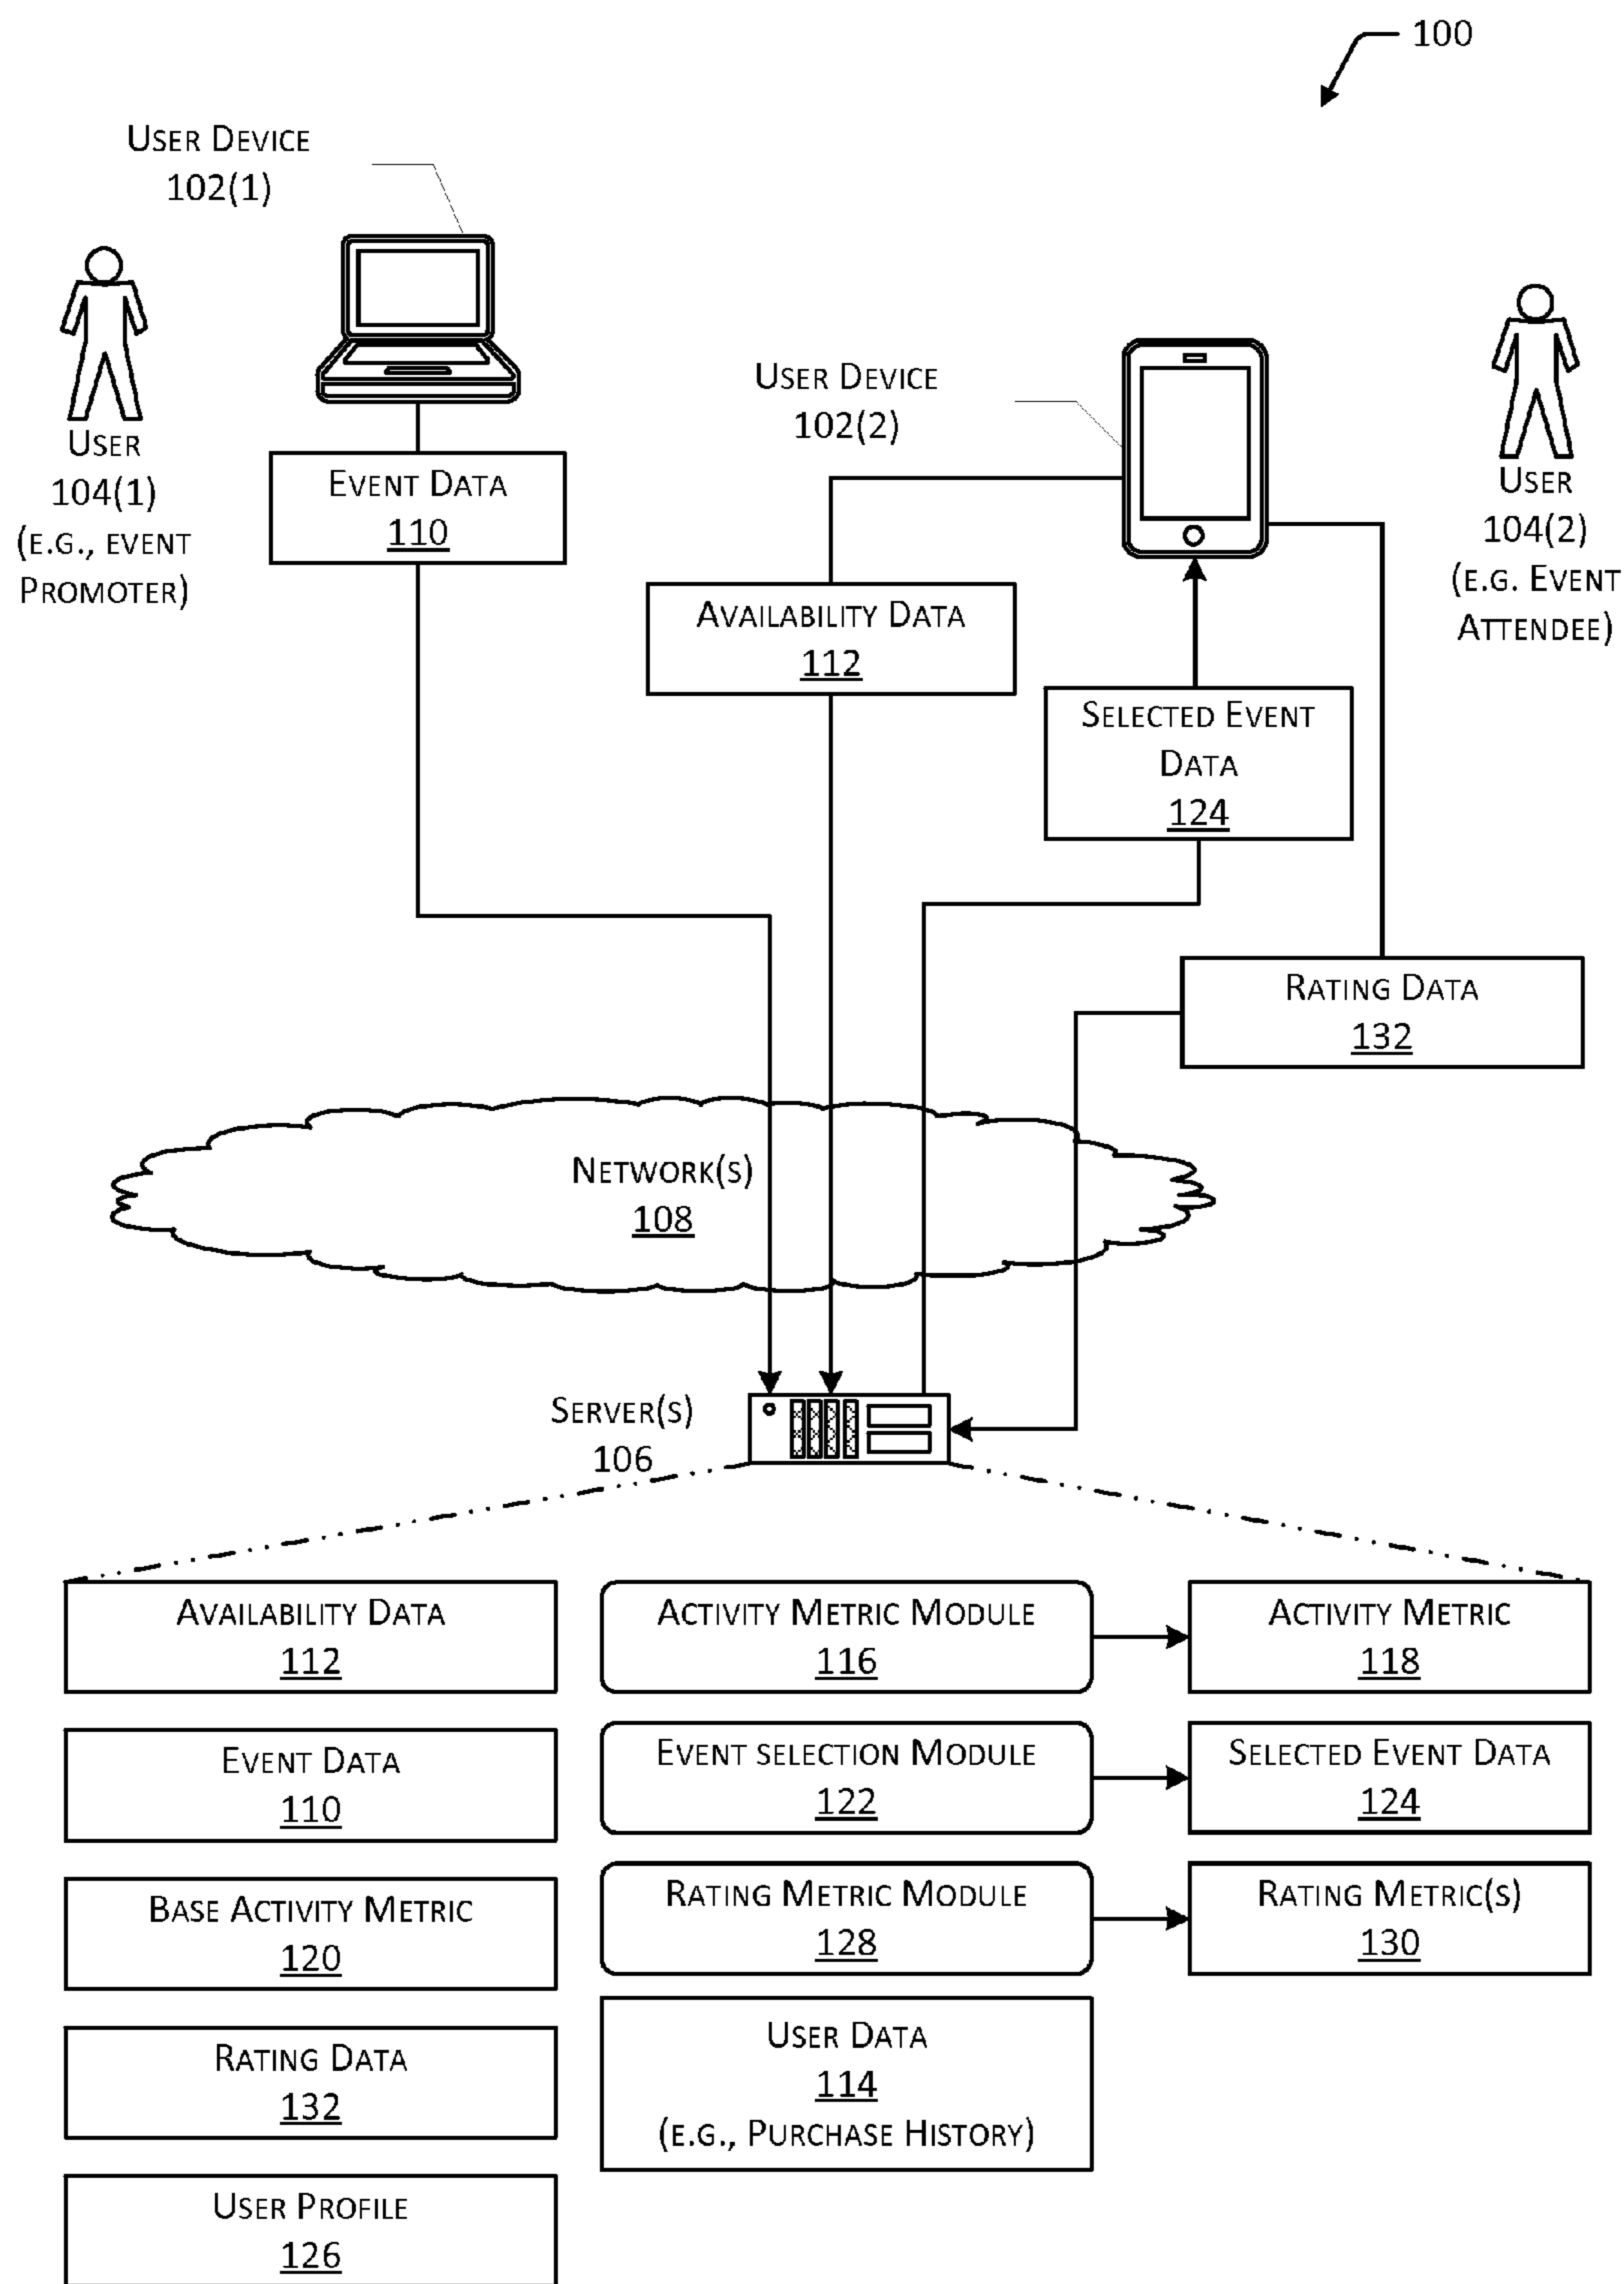 100
User Device
102(1)
User
104(1)
(e.g., event
Promoter)
Event Data
110
User Device
102(2)
User
104(2)
(e.g. Event
Attendee)
Availability Data
112
Selected Event
Data
124
Rating Data
132
Network(s)
108
Server(s)
106
Availability Data
112
Activity Metric Module
116
Activity Metric
118
Event Data
110
Event selection Module
122
Selected Event Data
124
Base Activity Metric
120
Rating Metric Module
128
Rating Metric(s)
130
Rating Data
132
User Data
114
(e.g., Purchase History)
User Profile
126